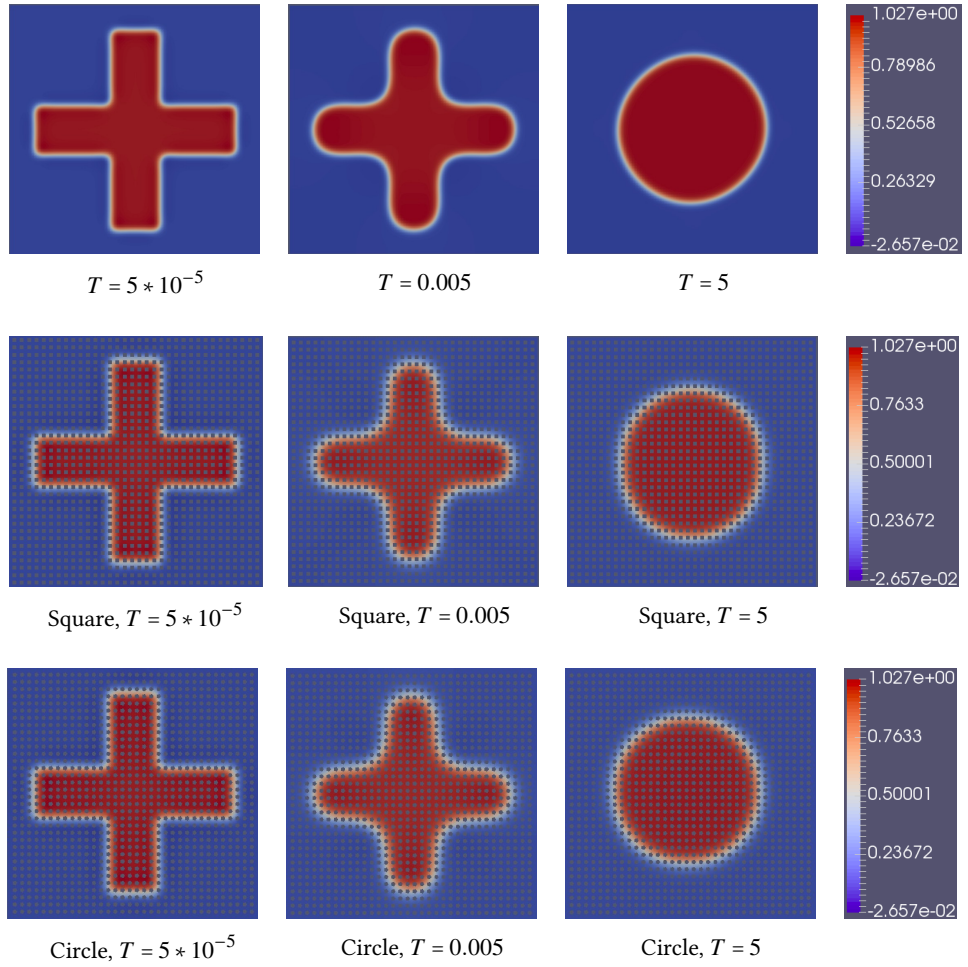 1.027e+00
0.78986
0.52658
0.26329
-2.657e-02
T = 5 * 10⁻⁵
T = 0.005
T = 5
1.027e+00
0.7633
0.50001
0.23672
-2.657e-02
Square, T = 5 * 10⁻⁵
Square, T = 0.005
Square, T = 5
1.027e+00
0.7633
0.50001
0.23672
-2.657e-02
Circle, T = 5 * 10⁻⁵
Circle, T = 0.005
Circle, T = 5